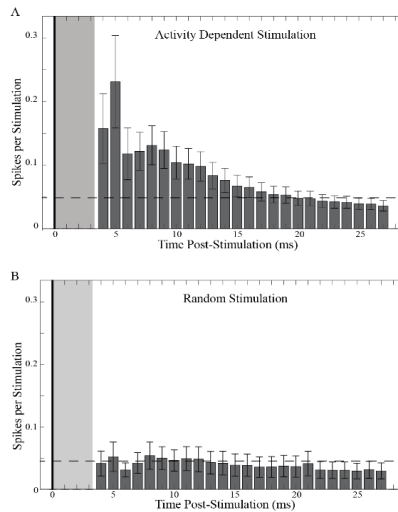 A
Activity Dependent Stimulation
0.3
0.2
0.1
0
Spikes per Stimulation
0 5 10 15 20 25
Time Post-Stimulation (ms)
B
Random Stimulation
0.3
0.2
0.1
0
Spikes per Stimulation
0 5 10 15 20 25
Time Post-Stimulation (ms)